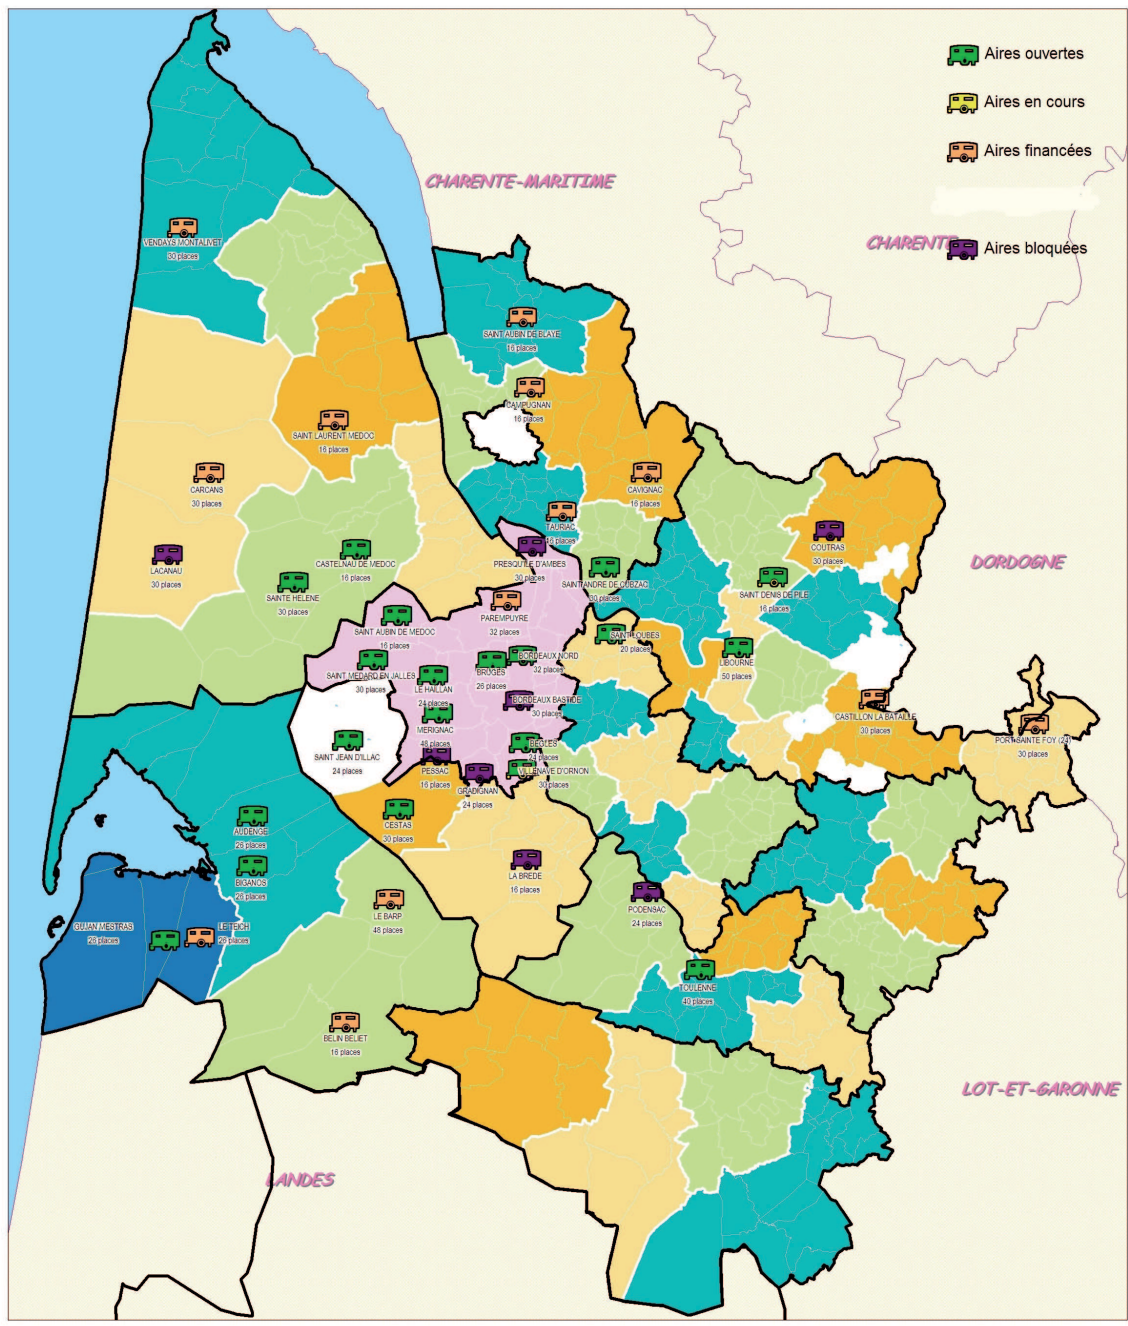 Aires ouvertes
Aires en cours
Aires financées
Aires bloquées
CHARENTE-MARITIME
CHARENTE
DORDOGNE
LOT-ET-GARONNE
LANDES
VENDAYS MONTALIVET
30 places
SAINT AUBIN DE BLAYE
16 places
CAMPUGNAN
16 places
SAINT LAURENT MEDOC
16 places
CARCANS
30 places
CAVIGNAC
16 places
TAURIAC
16 places
LACANAU
30 places
CASTELNAU DE MEDOC
16 places
SAINTE HELENE
30 places
PRESQU'ILE D'AMBES
30 places
SAINT ANDRE DE CUBZAC
30 places
COUTRAS
30 places
SAINT DENIS DE PILE
16 places
PAREMPUYRE
32 places
SAINT AUBIN DE MEDOC
16 places
SAINT LOUBES
20 places
SAINT MEDARD EN JALLES
30 places
LE HAILLAN
24 places
BRUGES
26 places
BORDEAUX NORD
32 places
LIBOURNE
50 places
BORDEAUX BASTIDE
30 places
MERIGNAC
48 places
CASTILLON LA BATAILLE
30 places
PORT SAINTE FOY (24)
30 places
SAINT JEAN D'ILLAC
24 places
BEGLES
24 places
PESSAC
16 places
VILLENAVE D'ORNON
30 places
GRADIGNAN
24 places
CESTAS
30 places
AUDENGE
26 places
BIGANOS
26 places
LA BREDE
16 places
LE BARP
48 places
PODENSAC
24 places
GUJAN MESTRAS
26 places
LE TEICH
26 places
TOULENNE
40 places
BELIN BELIET
16 places